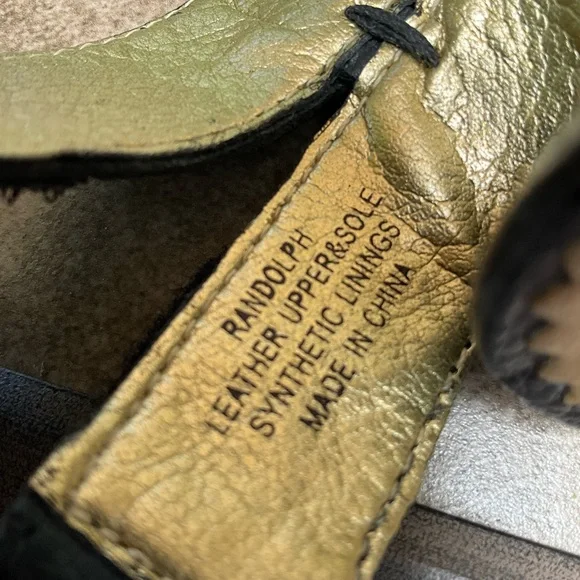 RANDOLPH
LEATHER UPPER&SOLE
SYNTHETIC LININGS
MADE IN CHINA